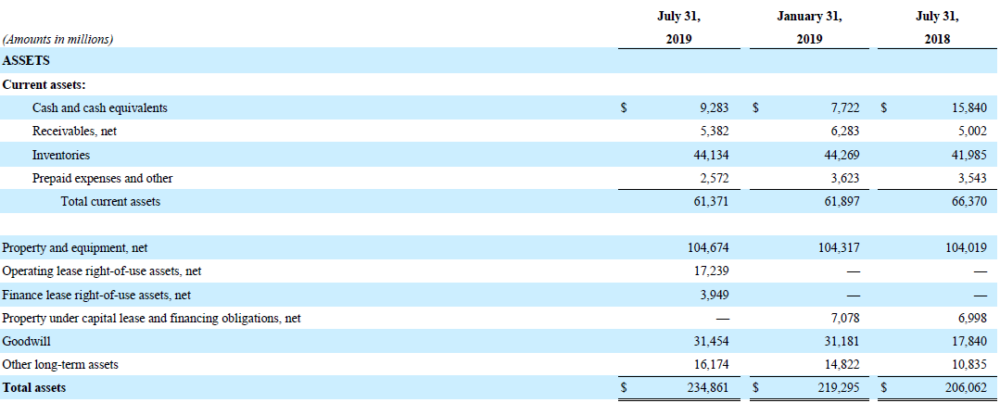 July 31, January 31, July 31,
(Amounts in millions) 2019 2019 2018
ASSETS
Current assets:
Cash and cash equivalents $ 9,283 $ 7,722 $ 15,840
Receivables, net 5,382 6,283 5,002
Inventories 44,134 44,269 41,985
Prepaid expenses and other 2,572 3,623 3,543
Total current assets 61,371 61,897 66,370
Property and equipment, net 104,674 104,317 104,019
Operating lease right-of-use assets, net 17,239 — —
Finance lease right-of-use assets, net 3,949 — —
Property under capital lease and financing obligations, net — 7,078 6,998
Goodwill 31,454 31,181 17,840
Other long-term assets 16,174 14,822 10,835
Total assets $ 234,861 $ 219,295 $ 206,062